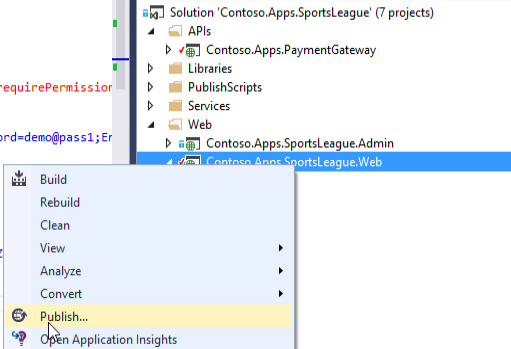 Solution 'Contoso.Apps.SportsLeague' (7 projects)
APIs
Contoso.Apps.PaymentGateway
Libraries
requirePermission
PublishScripts
Services
Web
ord=demo@pass1;En
Contoso.Apps.SportsLeague.Admin
Contoso.Apps.SportsLeague.Web
Build
Rebuild
Clean
View
Analyze
Convert
Publish...
Open Application Insights